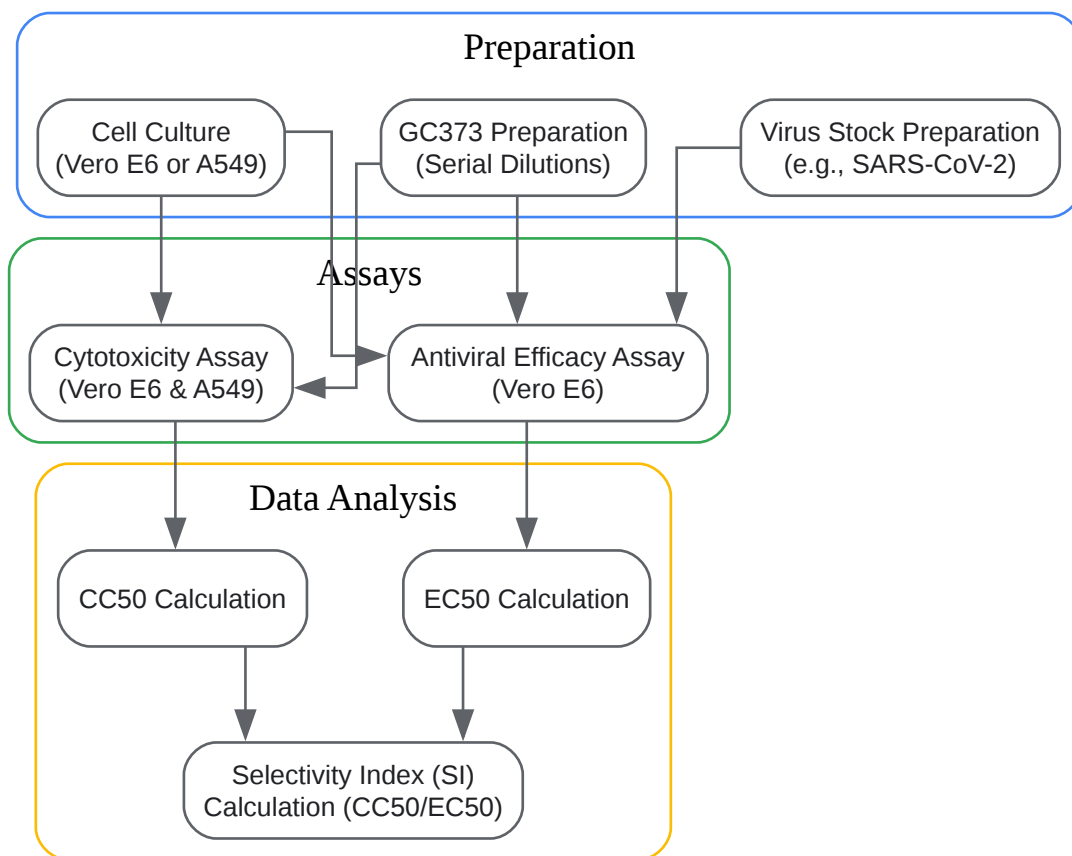 Preparation
Cell Culture
(Vero E6 or A549)
GC373 Preparation
(Serial Dilutions)
Virus Stock Preparation
(e.g., SARS-CoV-2)
Assays
Cytotoxicity Assay
(Vero E6 & A549)
Antiviral Efficacy Assay
(Vero E6)
Data Analysis
CC50 Calculation
EC50 Calculation
Selectivity Index (SI)
Calculation (CC50/EC50)